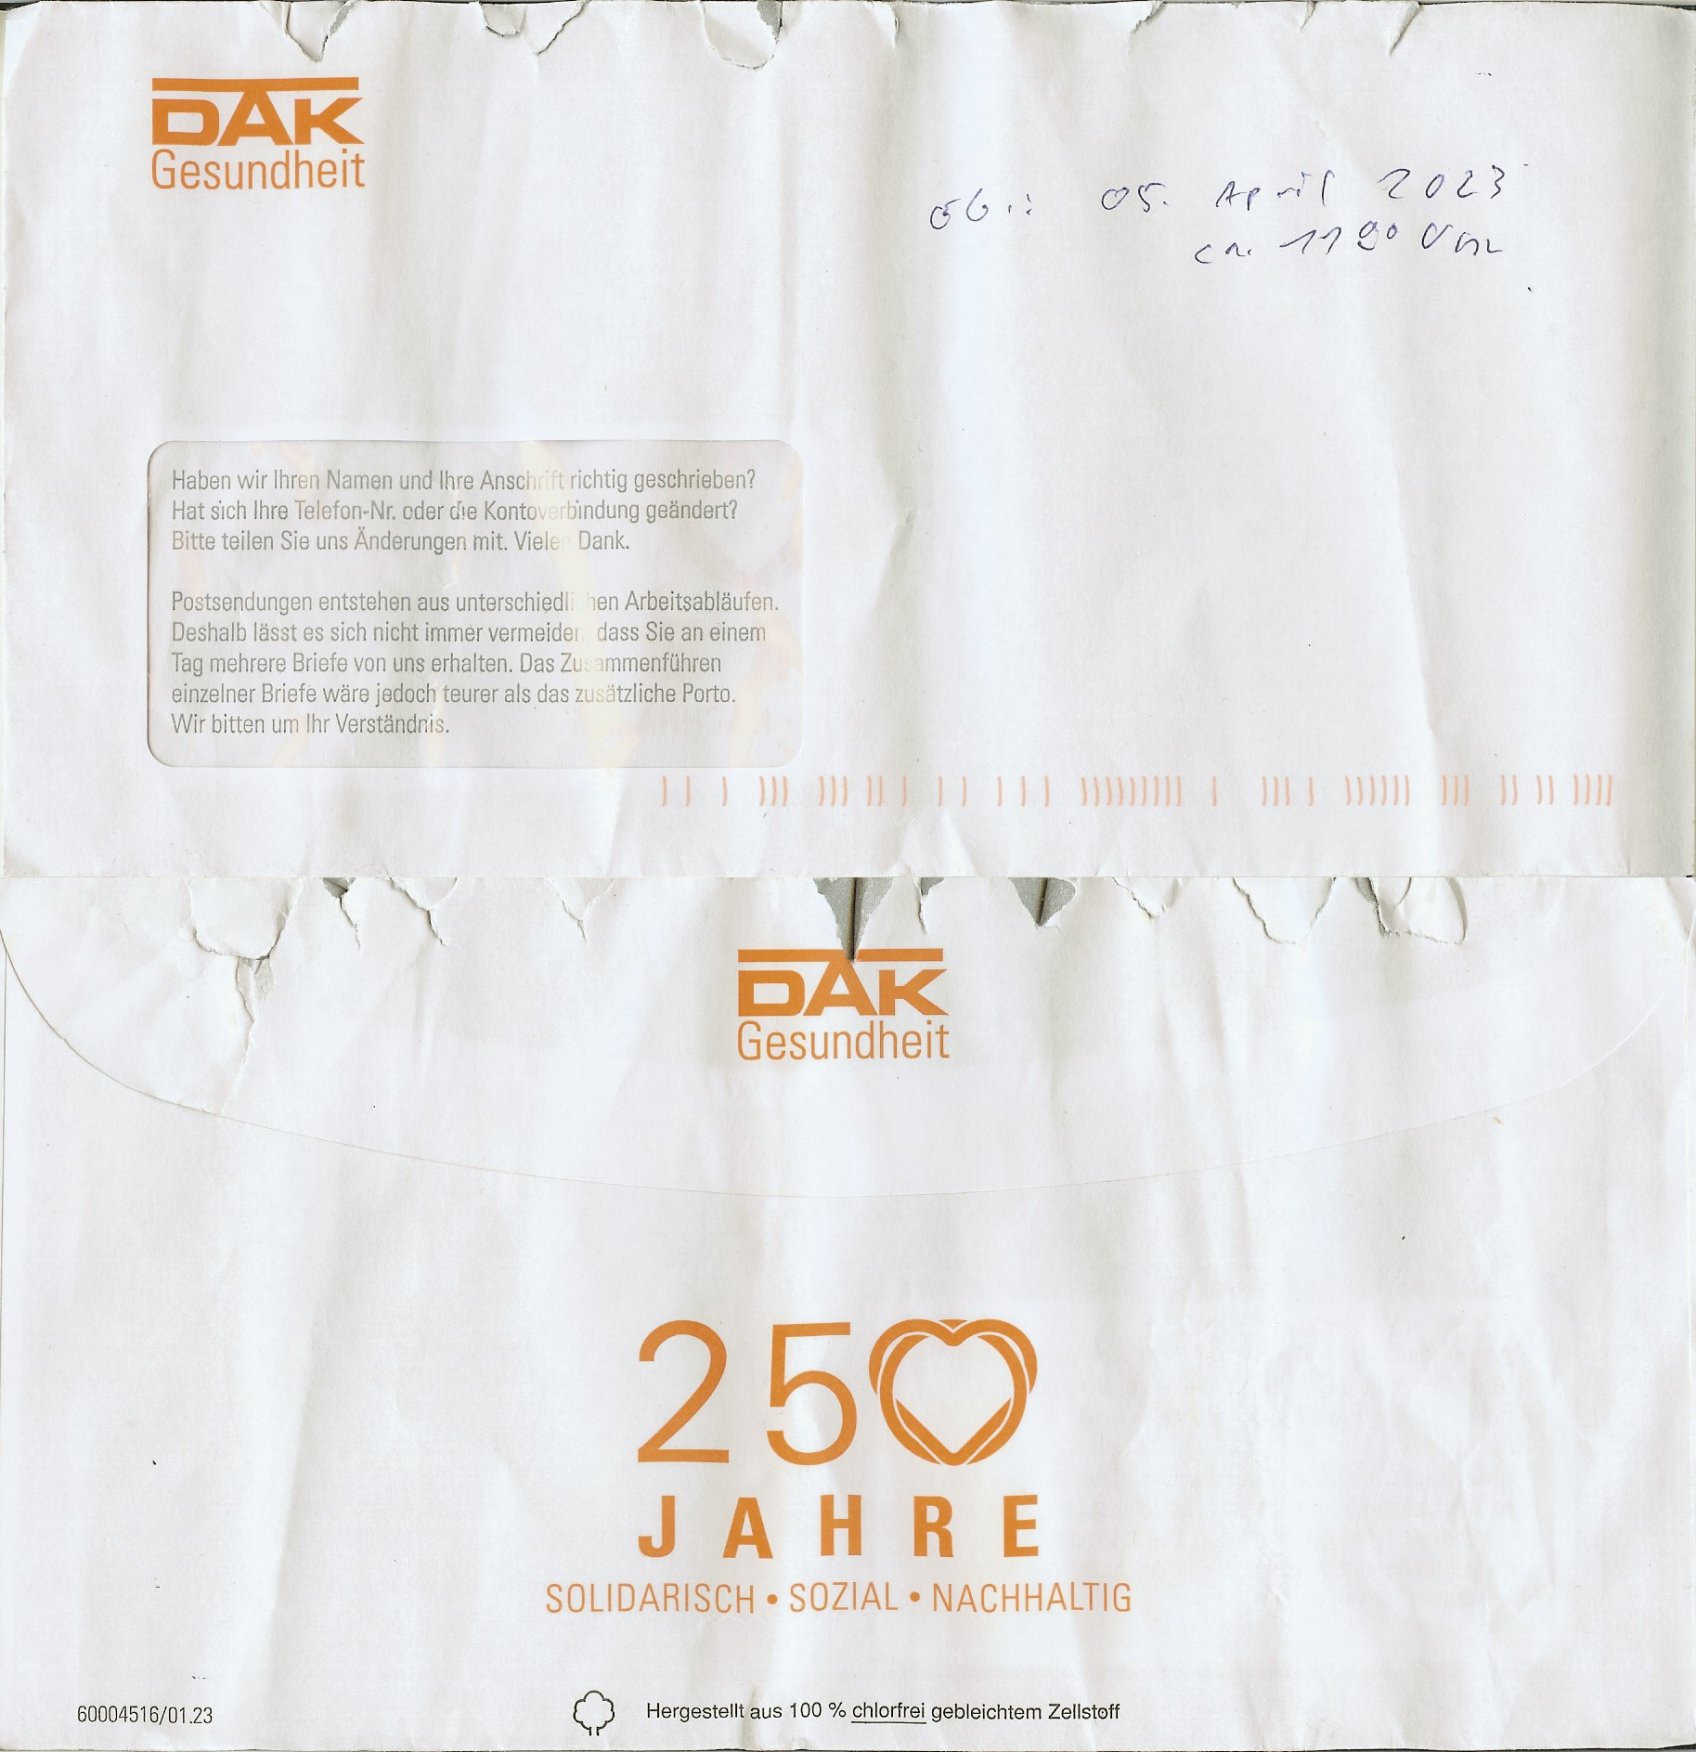 DAK
Gesundheit
05. April 2023
ca. Uhr
Haben wir Ihren Namen und Ihre Anschrift richtig geschrieben?
Hat sich Ihre Telefon-Nr. oder die Kontoverbindung geändert?
Bitte teilen Sie uns Änderungen mit. Vielen Dank.
Postsendungen entstehen aus unterschiedlichen Arbeitsabläufen.
Deshalb lässt es sich nicht immer vermeiden, dass Sie an einem
Tag mehrere Briefe von uns erhalten. Das Zusammenführen
einzelner Briefe wäre jedoch teurer als das zusätzliche Porto.
Wir bitten um Ihr Verständnis.
DAK
Gesundheit
250
JAHRE
SOLIDARISCH • SOZIAL • NACHHALTIG
60004516/01.23
Hergestellt aus 100 % chlorfrei gebleichtem Zellstoff